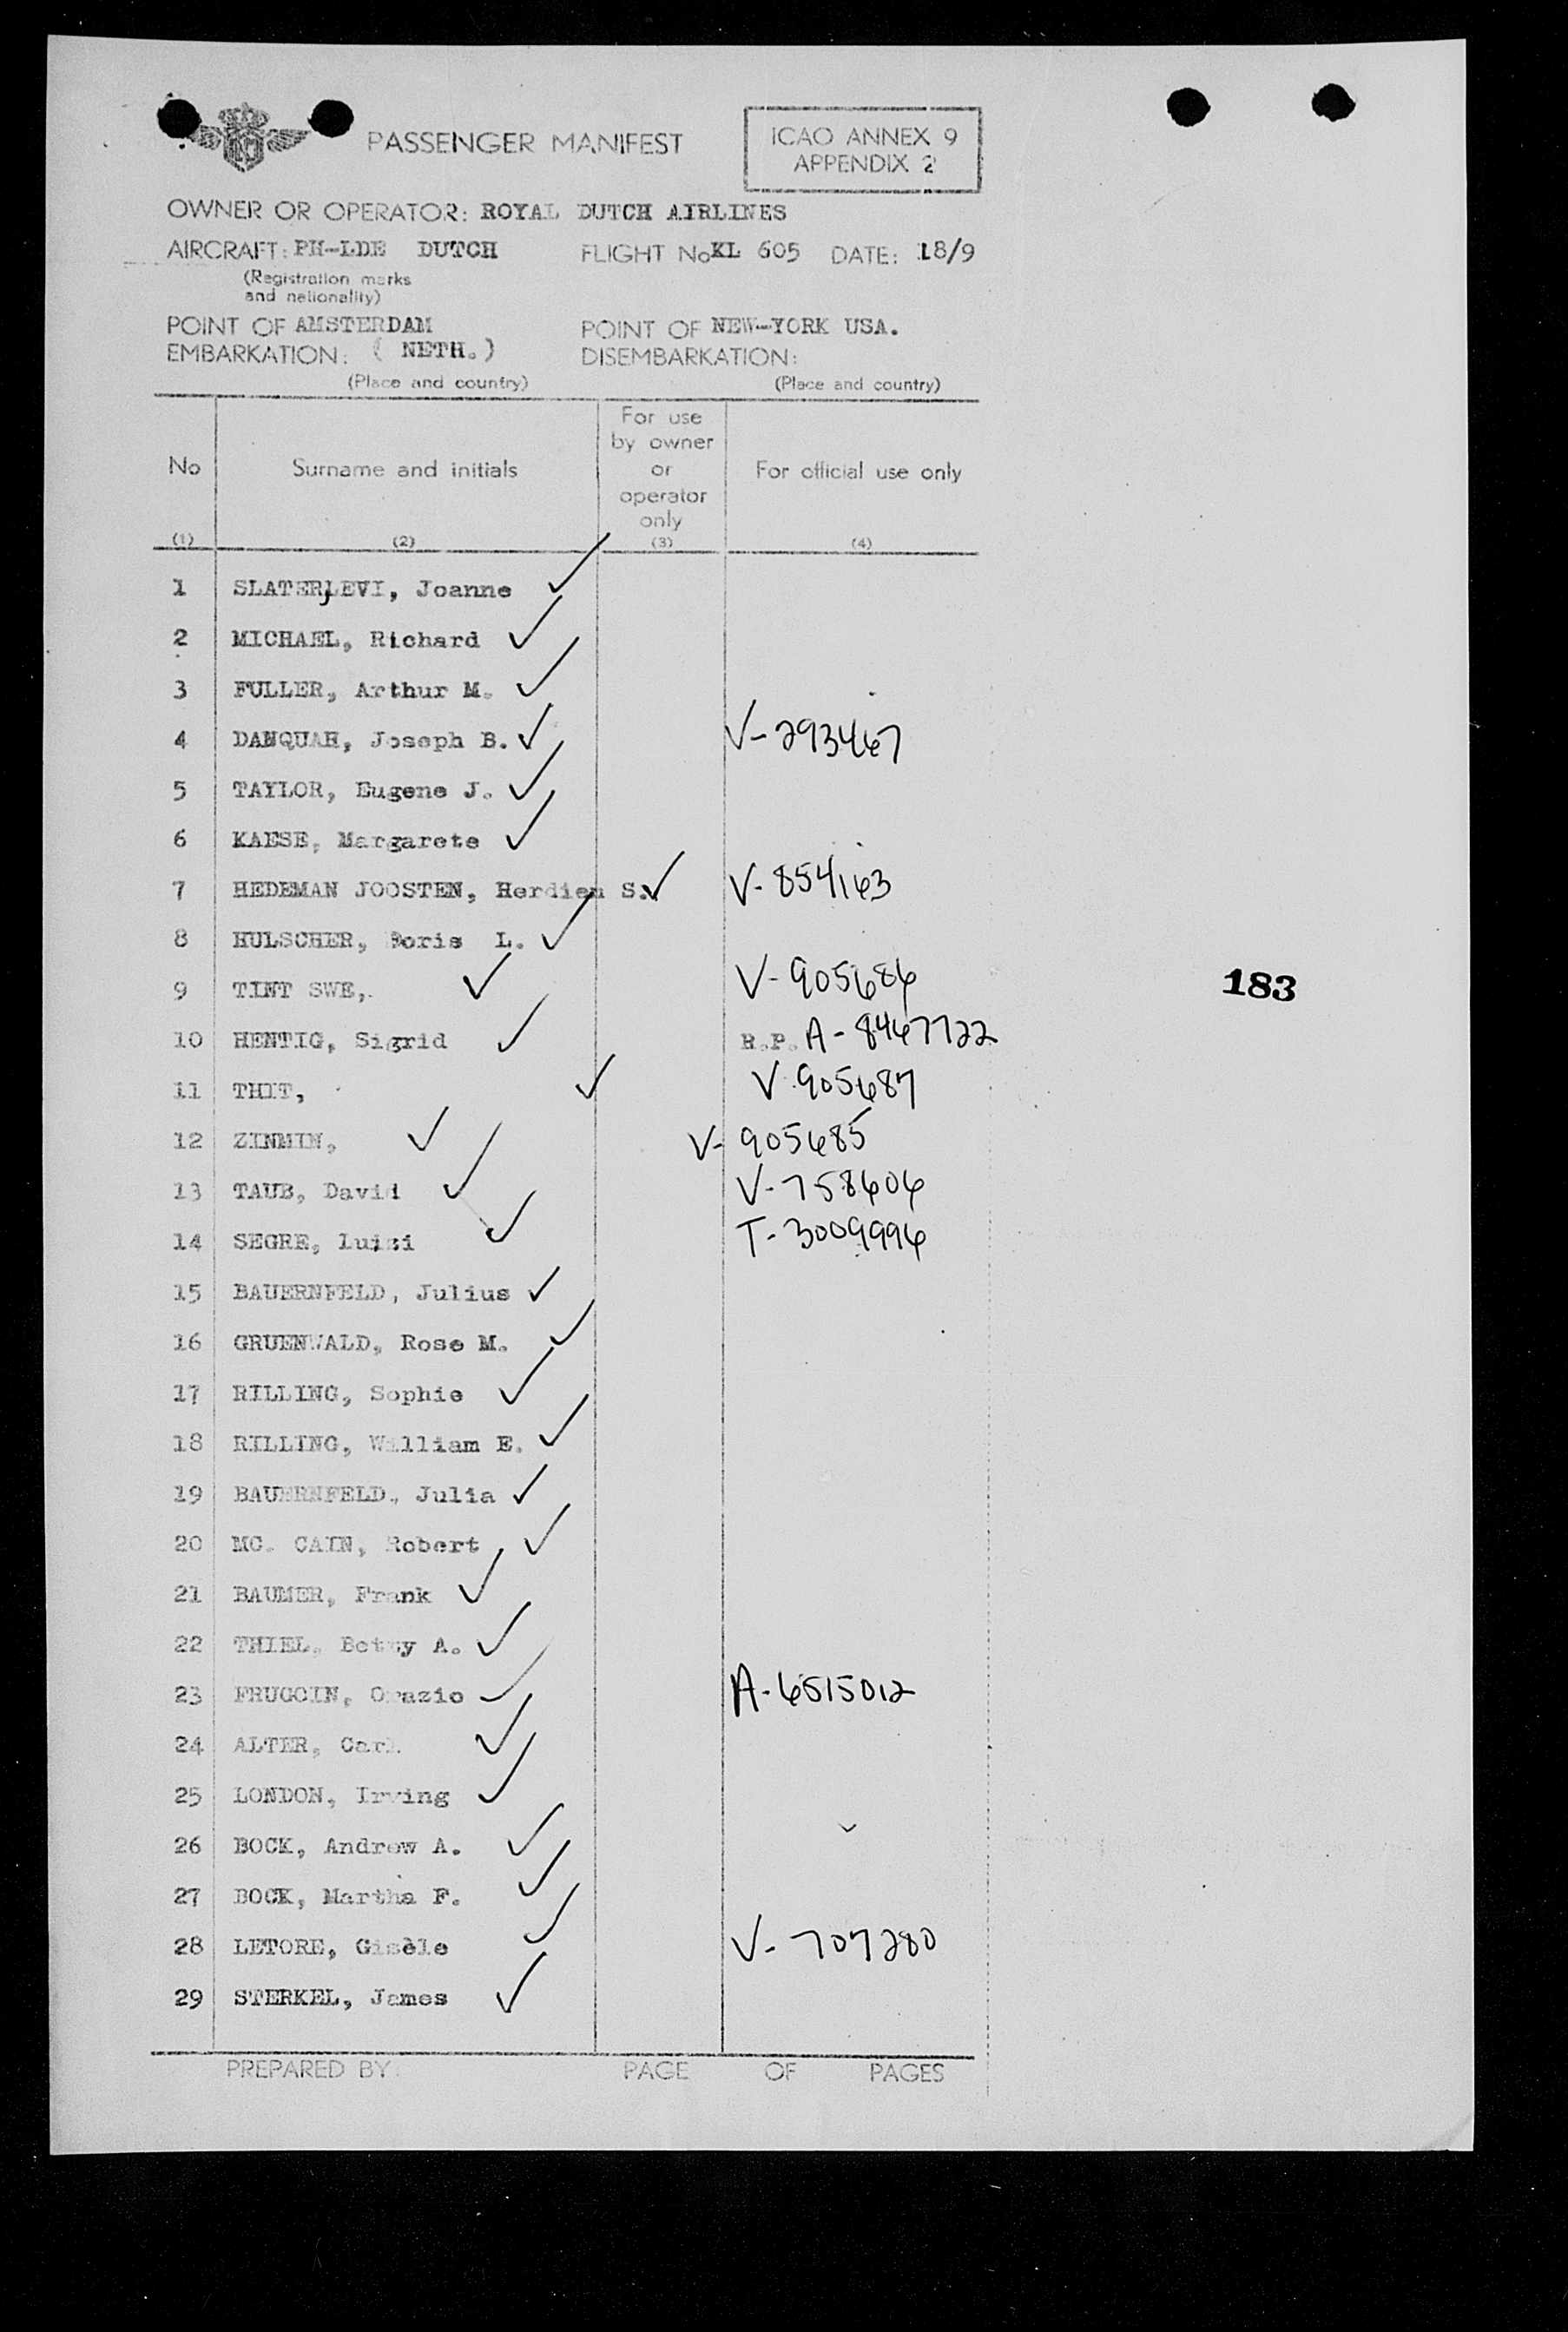 PASSENGER MANIFEST
ICAO ANNEX 9
APPENDIX 2
OWNER OR OPERATOR: ROYAL DUTCH AIRLINES
AIRCRAFT: PH-LDE DUTCH FLIGHT No KL 605 DATE: 18/9
(Registration marks
and nationality)
POINT OF AMSTERDAM POINT OF NEW-YORK USA.
EMBARKATION: ( NETH. ) DISEMBARKATION:
(Place and country) (Place and country)
For use
by owner
No Surname and initials or For official use only
operator
only
(1) (2) (3) (4)
1 SLATER,LEVI, Joanne ✓
2 MICHAEL, Richard ✓
3 FULLER, Arthur M. ✓
4 DANQUAH, Joseph B. ✓ V-293467
5 TAYLOR, Eugene J. ✓
6 KAESE, Margarete ✓
7 HEDEMAN JOOSTEN, Herdien S. ✓ V-854163
8 HULSCHER, Doris L. ✓
9 TINT SWE, ✓ V-905686
183
10 HENTIG, Sigrid ✓ R.P. A-8467722
11 THIT, ✓ V 905687
12 ZINMIN, ✓ V-905685
13 TAUB, David ✓ V-758606
14 SEGRE, Luigi ✓ T-3009996
15 BAUERNFELD, Julius ✓
16 GRUENWALD, Rose M. ✓
17 RILLING, Sophie ✓
18 RILLING, William E. ✓
19 BAUERNFELD, Julia ✓
20 MC. CAIN, Robert ✓
21 BAUMER, Frank ✓
22 THIEL, Betsy A. ✓
23 FRUGOIN, Orazio ✓ A-6515012
24 ALTER, Carl ✓
25 LONDON, Irving ✓
26 BOCK, Andrew A. ✓
27 BOCK, Martha F. ✓
28 LETORE, Gisèle ✓ V-707280
29 STERKEL, James ✓
PREPARED BY: PAGE OF PAGES